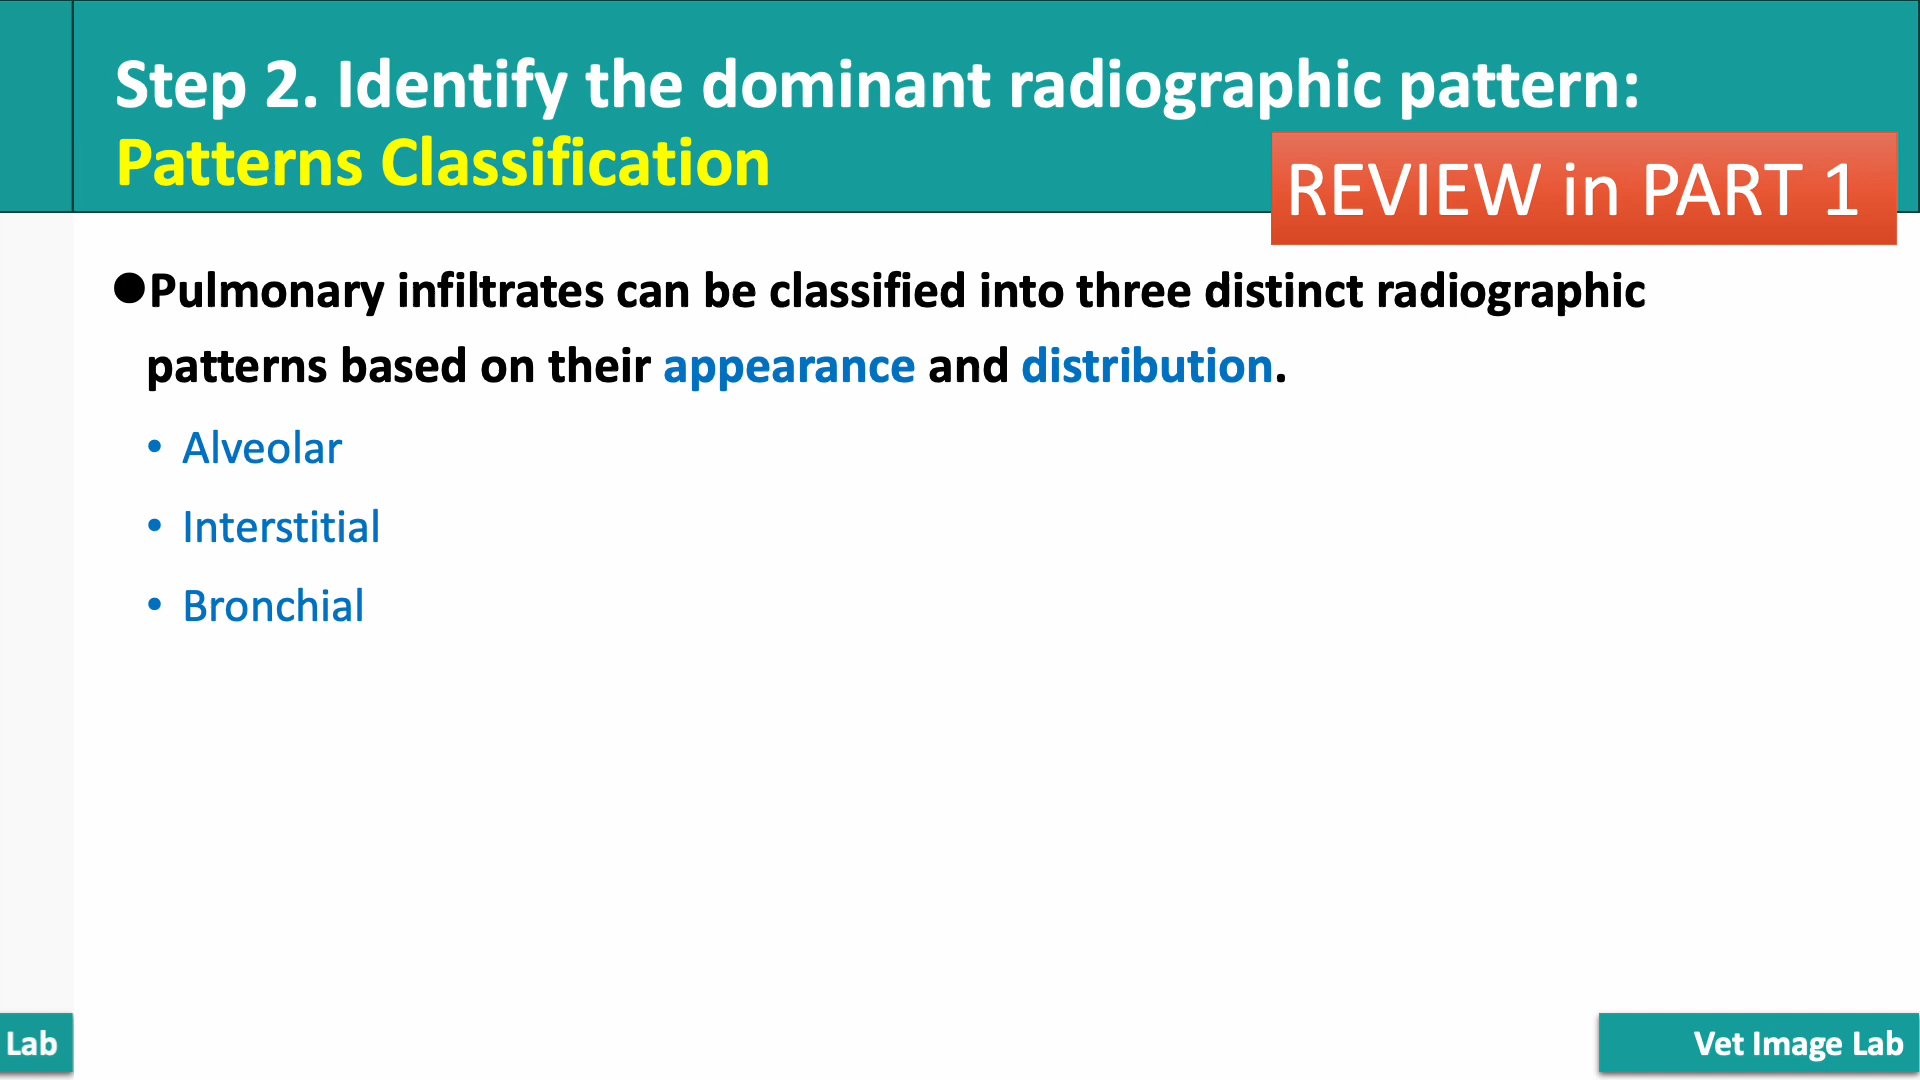 Step 2. Identify the dominant radiographic pattern:
Patterns Classification
REVIEW in PART 1
●Pulmonary infiltrates can be classified into three distinct radiographic
patterns based on their appearance and distribution.
• Alveolar
• Interstitial
• Bronchial
Lab
Vet Image Lab